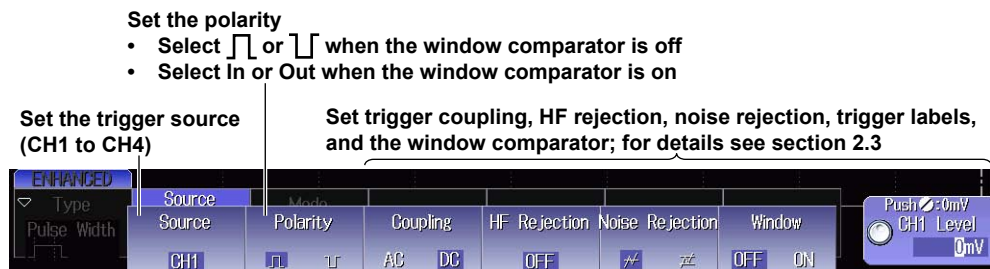 Set the polarity
• Select or when the window comparator is off
• Select In or Out when the window comparator is on
Set the trigger source
(CH1 to CH4)
Set trigger coupling, HF rejection, noise rejection, trigger labels,
and the window comparator; for details see section 2.3
ENHANCED
Type
Pulse Width
Source
Mode
Source
CH1
Polarity
Coupling
AC DC
HF Rejection
OFF
Noise Rejection
Window
OFF ON
Push :0mV
CH1 Level
0mV